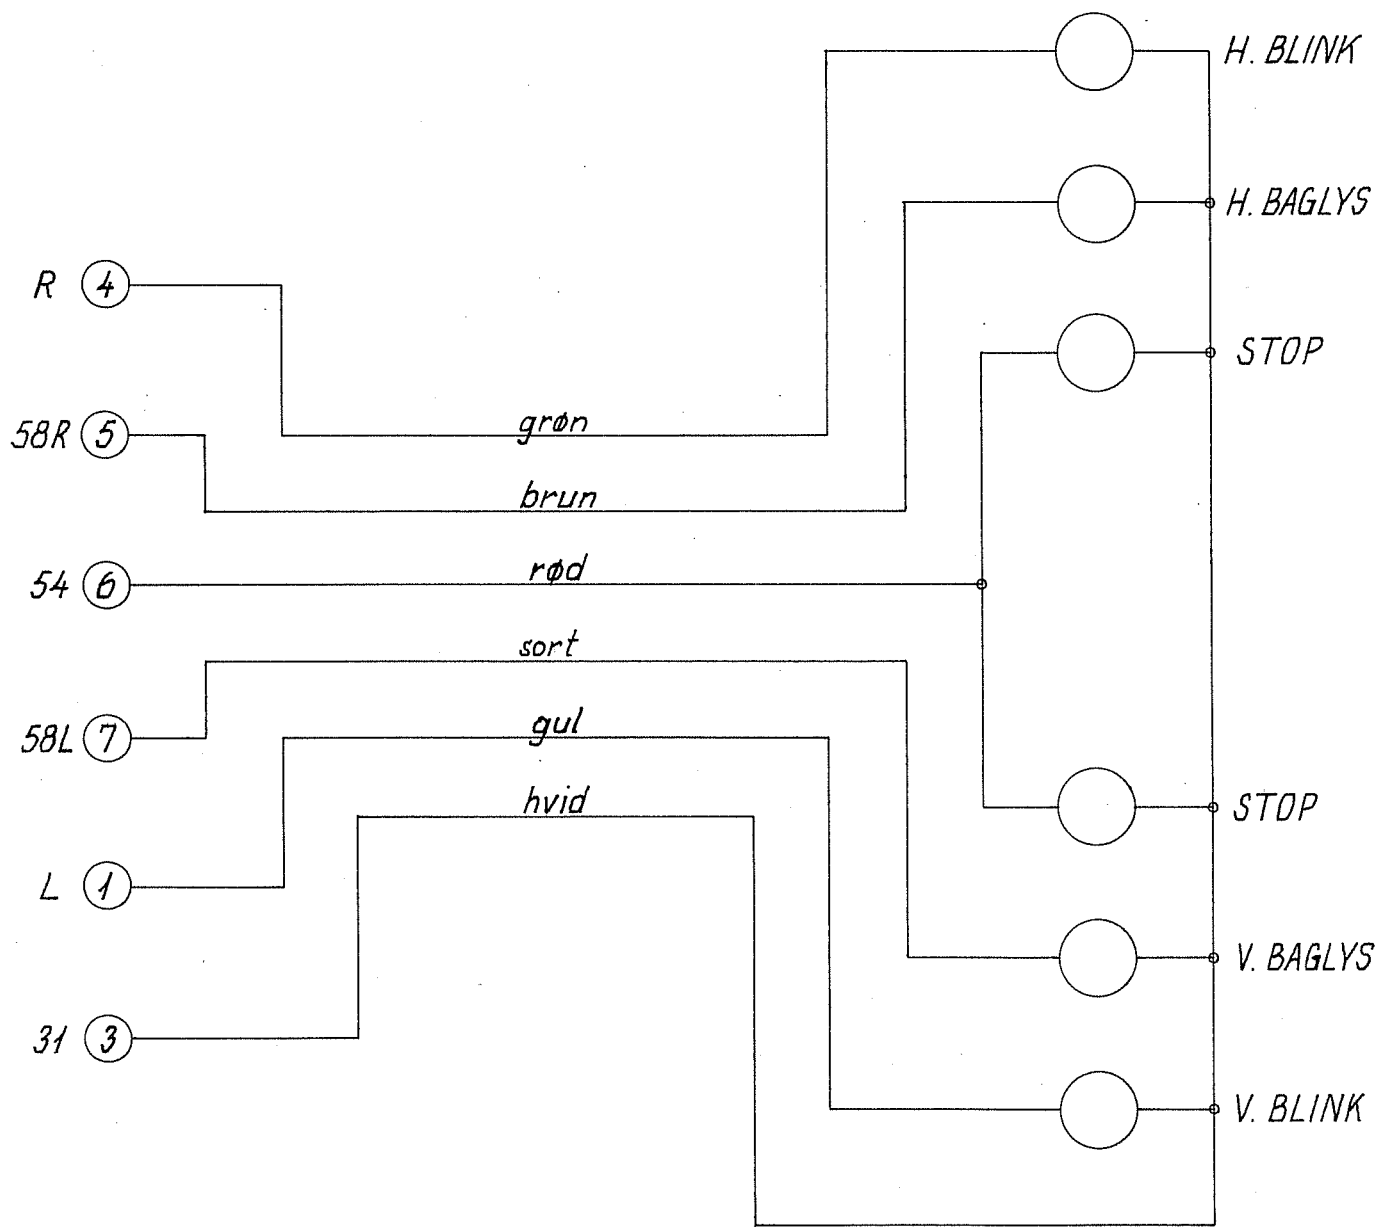 H. BLINK
H. BAGLYS
R 4
STOP
58R 5
grøn
brun
54 6
rød
sort
58L 7
gul
hvid
STOP
L 1
V. BAGLYS
31 3
V. BLINK